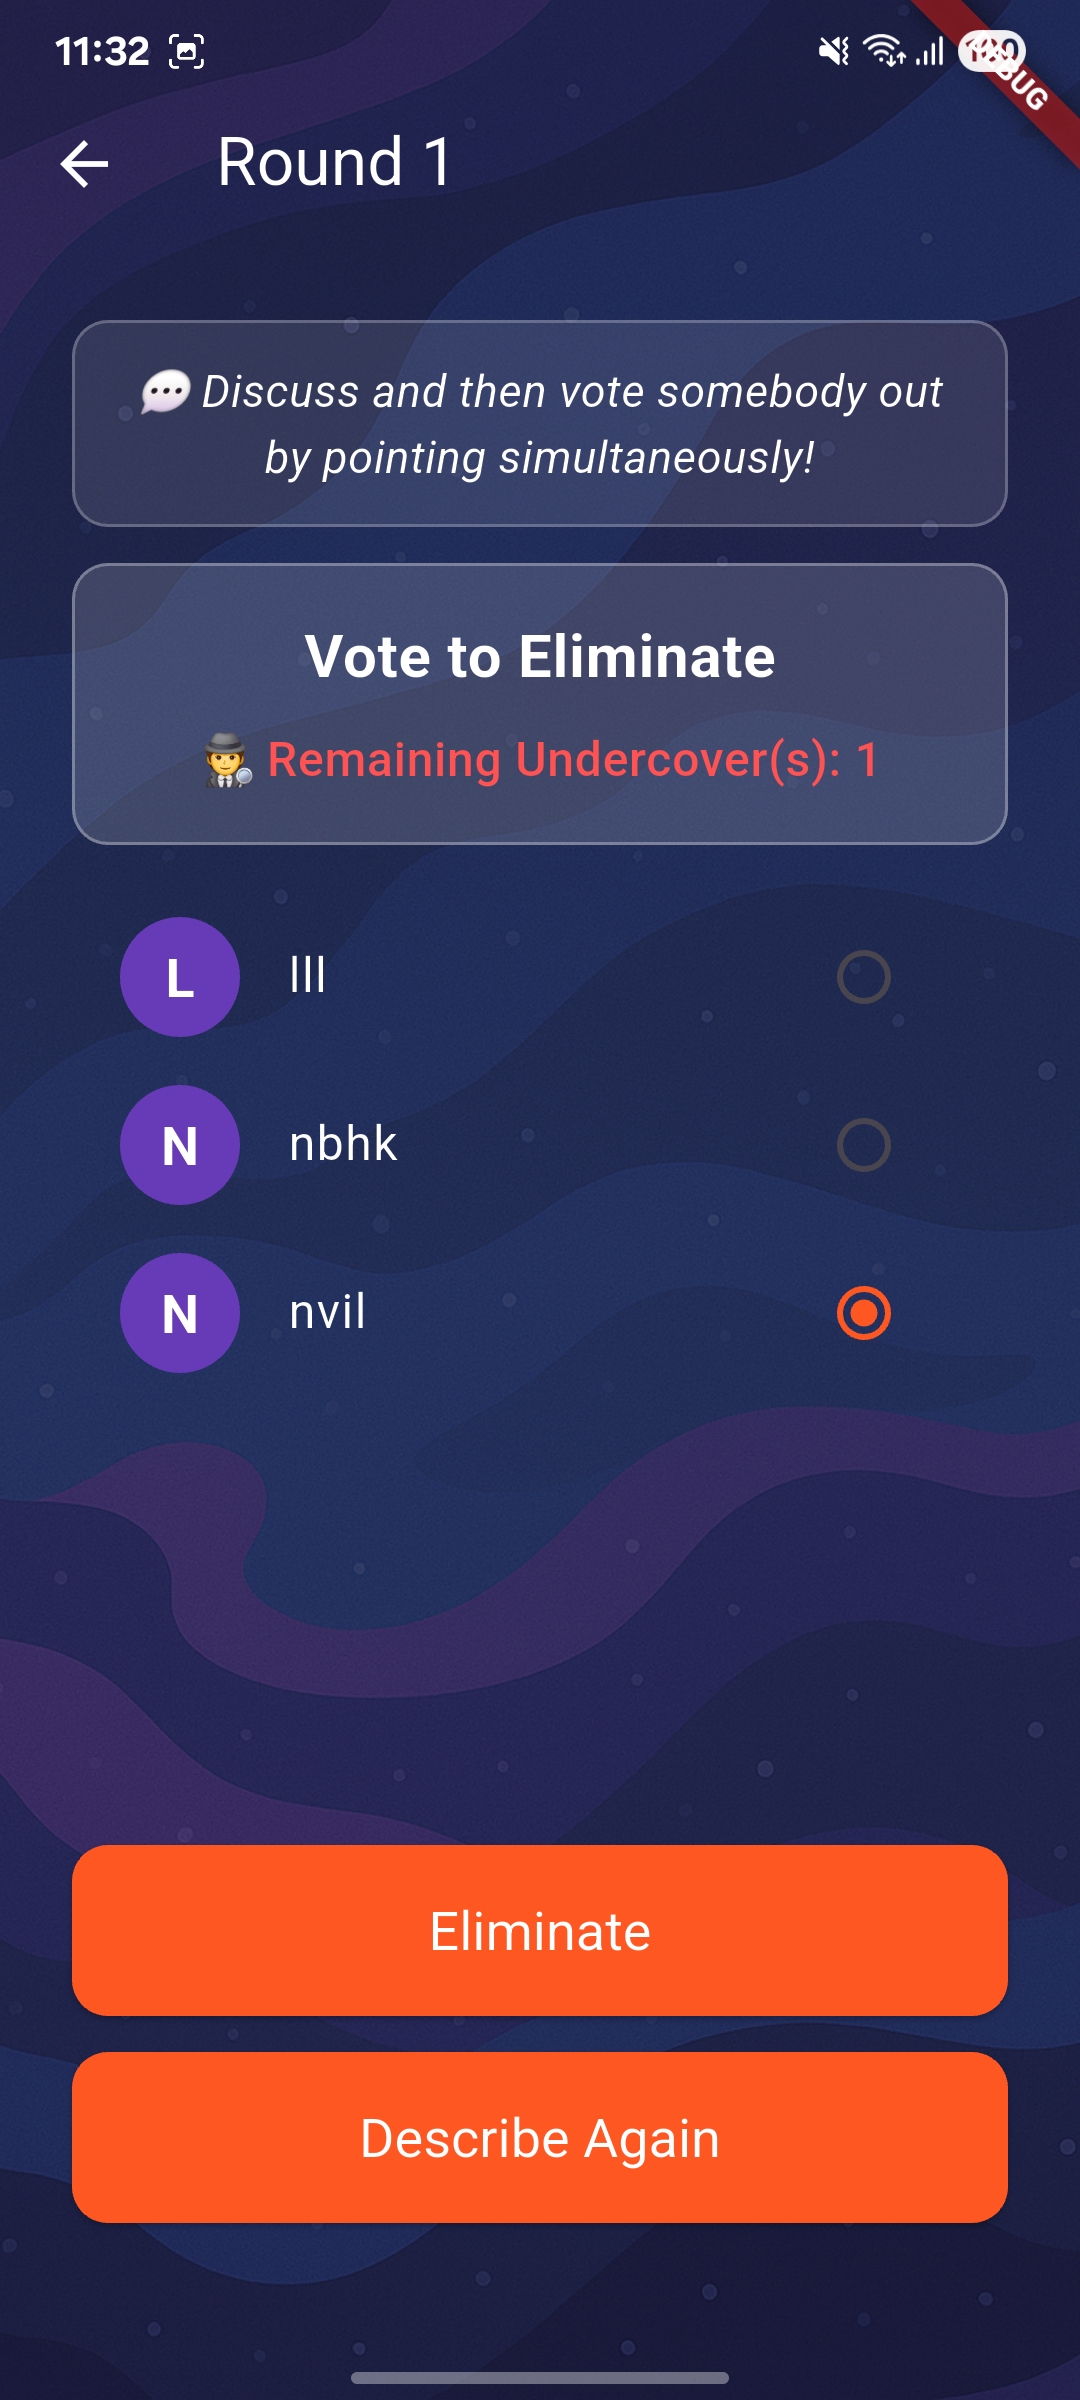 11:32
Round 1
💬 Discuss and then vote somebody out
by pointing simultaneously!
Vote to Eliminate
🕵️ Remaining Undercover(s): 1
L lll
N nbhk
N nvil
Eliminate
Describe Again